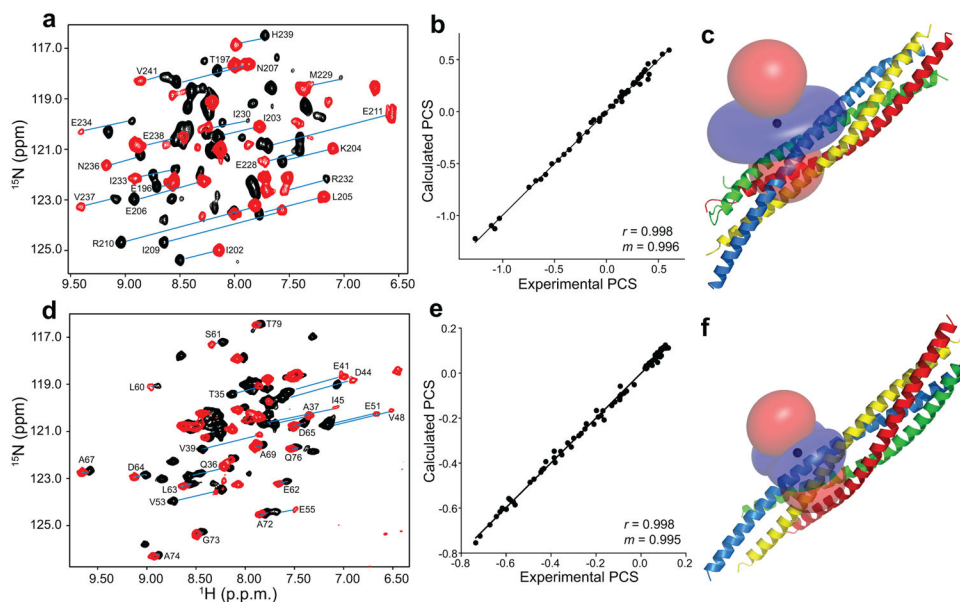 a
117.0
119.0
121.0
123.0
125.0
¹⁵N (ppm)
9.00
8.50
8.00
7.50
7.00
6.50
H239
T197
N207
V241
M229
E234
I230
I203
E211
E238
K204
N236
E228
I233
E196
R232
V237
E206
L205
R210
I209
I202
b
0.5
0.0
-0.5
-1.0
Calculated PCS
r = 0.998
m = 0.996
-1.0
-0.5
0.0
0.5
Experimental PCS
c
d
117.0
119.0
121.0
123.0
125.0
¹⁵N (ppm)
9.50
9.00
8.50
8.00
7.50
7.00
6.50
¹H (p.p.m.)
T79
S61
E41
D44
L60
T35
I45
A37
E51
D65
V48
V39
A69
A67
Q76
D64
Q36
L63
E62
V53
E55
A72
G73
A74
e
0.2
0.0
-0.2
-0.4
-0.6
-0.8
Calculated PCS
r = 0.998
m = 0.995
-0.8
-0.6
-0.4
-0.2
0.0
0.2
Experimental PCS
f